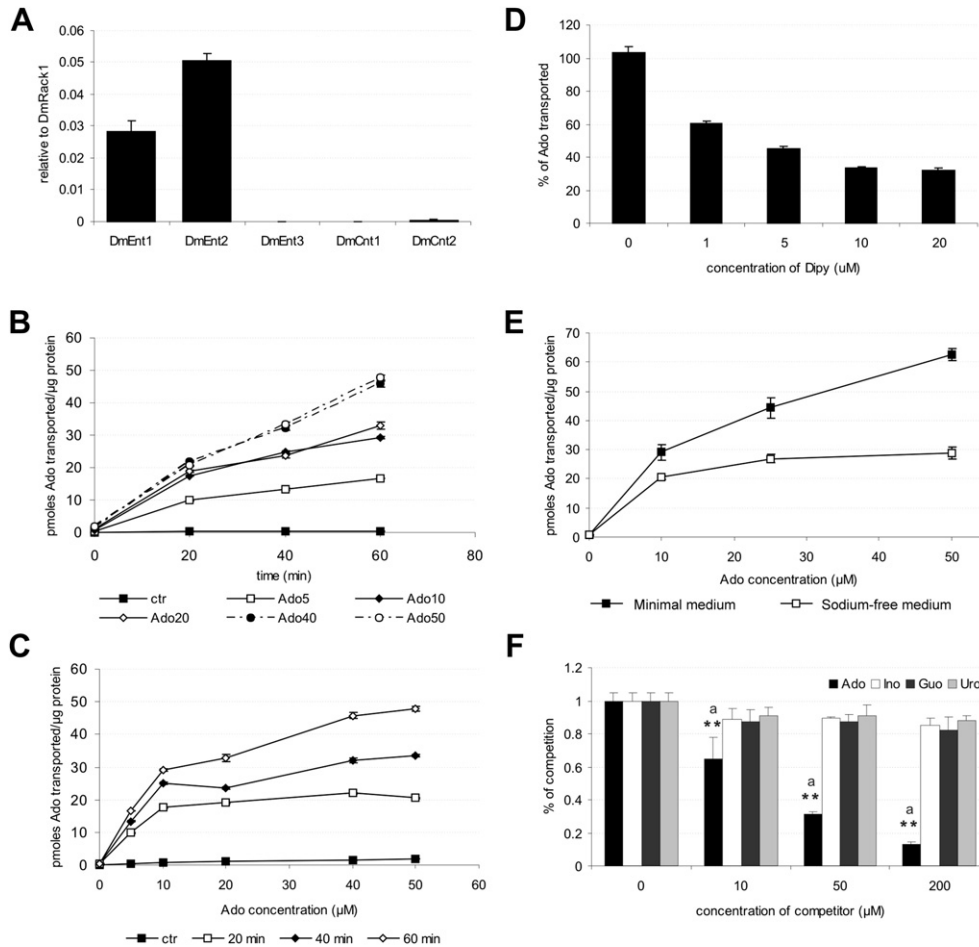 A
relative to DmRack1
0.06
0.05
0.04
0.03
0.02
0.01
0
DmEnt1 DmEnt2 DmEnt3 DmCnt1 DmCnt2
B
pmoles Ado transported/µg protein
60
50
40
30
20
10
0
0 20 40 60 80
time (min)
ctr Ado5 Ado10
Ado20 Ado40 Ado50
C
pmoles Ado transported/µg protein
60
50
40
30
20
10
0
0 10 20 30 40 50 60
Ado concentration (µM)
ctr 20 min 40 min 60 min
D
% of Ado transported
120
100
80
60
40
20
0
0 1 5 10 20
concentration of Dipy (uM)
E
pmoles Ado transported/µg protein
70
60
50
40
30
20
10
0
0 10 20 30 40 50
Ado concentration (µM)
Minimal medium Sodium-free medium
F
% of competition
1.2
1
0.8
0.6
0.4
0.2
0
Ado Ino Guo Urd
a
**
a
**
a
**
0 10 50 200
concentration of competitor (µM)